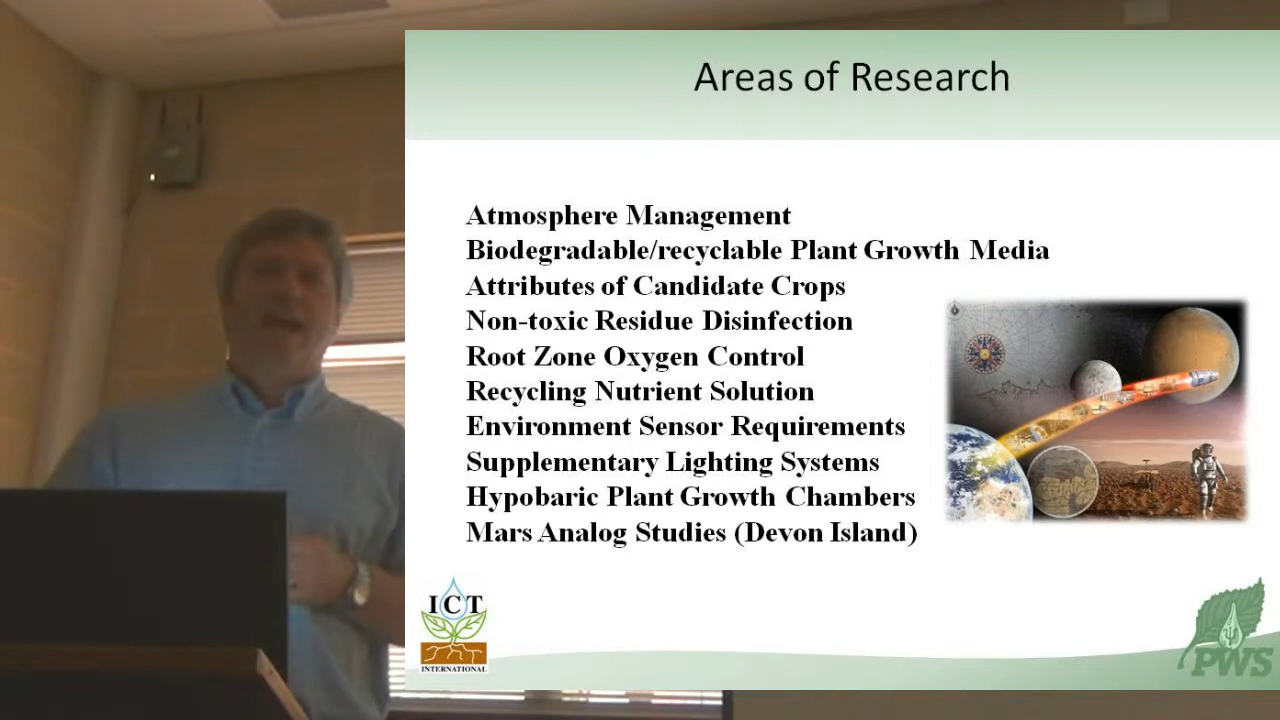 Areas of Research
Atmosphere Management
Biodegradable/recyclable Plant Growth Media
Attributes of Candidate Crops
Non-toxic Residue Disinfection
Root Zone Oxygen Control
Recycling Nutrient Solution
Environment Sensor Requirements
Supplementary Lighting Systems
Hypobaric Plant Growth Chambers
Mars Analog Studies (Devon Island)
ICT
INTERNATIONAL
PWS